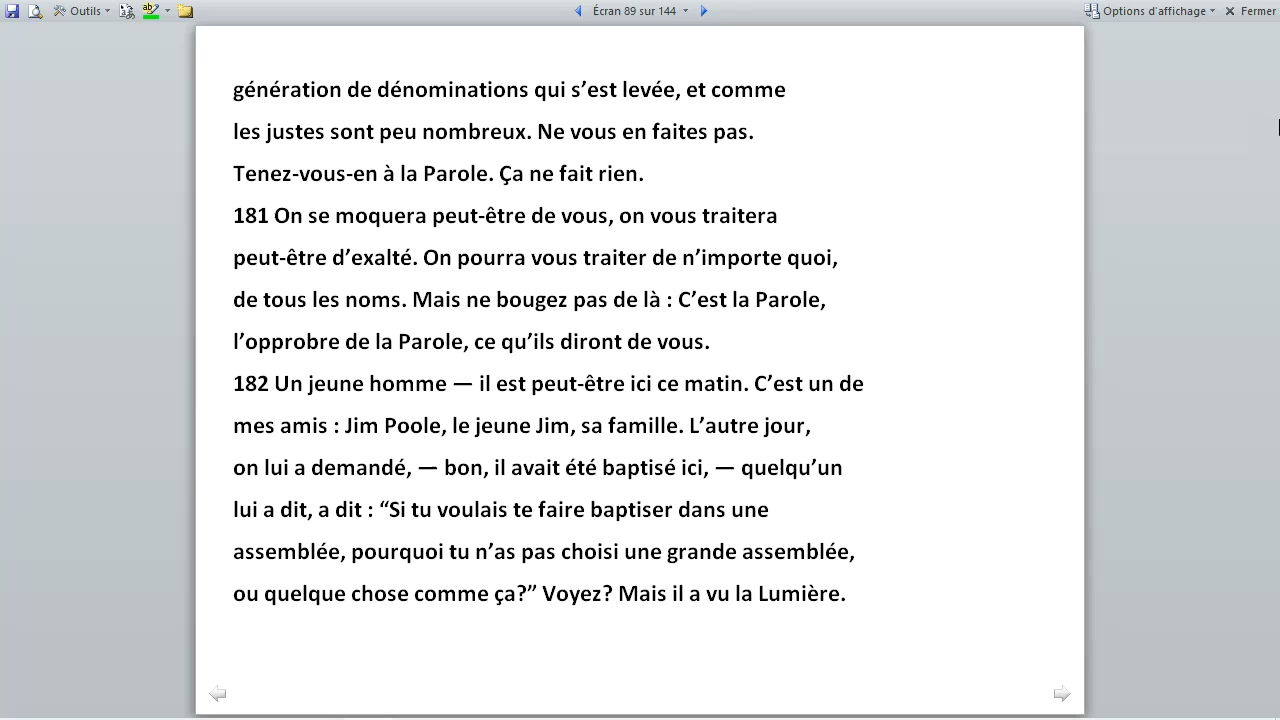 Outils
Écran 89 sur 144
Options d'affichage
Fermer
génération de dénominations qui s’est levée, et comme
les justes sont peu nombreux. Ne vous en faites pas.
Tenez-vous-en à la Parole. Ça ne fait rien.
181 On se moquera peut-être de vous, on vous traitera
peut-être d’exalté. On pourra vous traiter de n’importe quoi,
de tous les noms. Mais ne bougez pas de là : C’est la Parole,
l’opprobre de la Parole, ce qu’ils diront de vous.
182 Un jeune homme — il est peut-être ici ce matin. C’est un de
mes amis : Jim Poole, le jeune Jim, sa famille. L’autre jour,
on lui a demandé, — bon, il avait été baptisé ici, — quelqu’un
lui a dit, a dit : “Si tu voulais te faire baptiser dans une
assemblée, pourquoi tu n’as pas choisi une grande assemblée,
ou quelque chose comme ça?” Voyez? Mais il a vu la Lumière.